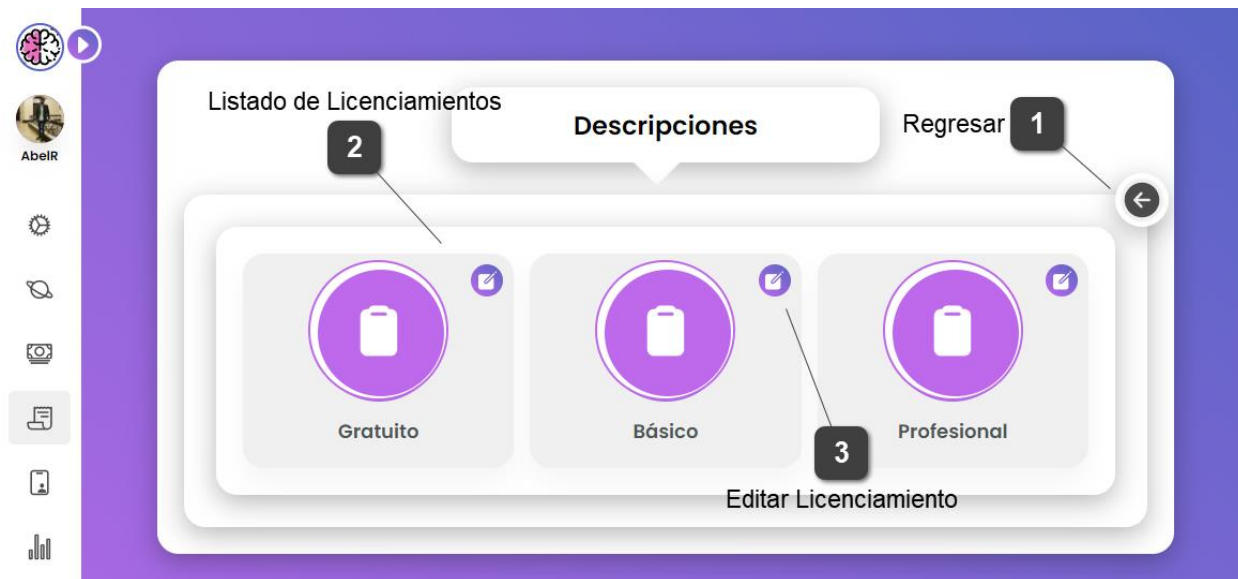 Listado de Licenciamientos
2
Descripciones
Regresar
1
AbelR
Gratuito
Básico
Profesional
3
Editar Licenciamiento